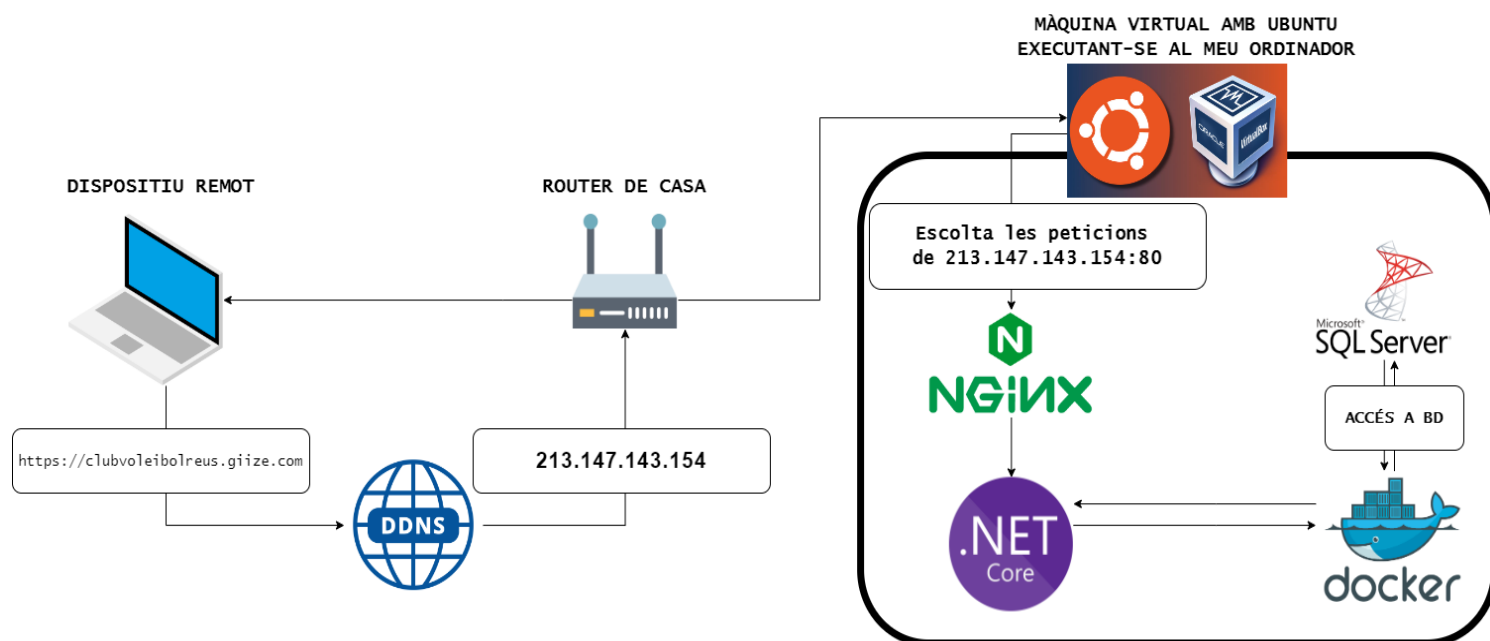 MÀQUINA VIRTUAL AMB UBUNTU
EXECUTANT-SE AL MEU ORDINADOR
ORACLE
VirtualBox
DISPOSITIU REMOT
ROUTER DE CASA
Escolta les peticions
de 213.147.143.154:80
Microsoft®
SQL Server
NGiNX
ACCÉS A BD
https://clubvoleibolreus.giize.com
213.147.143.154
DDNS
.NET
Core
docker